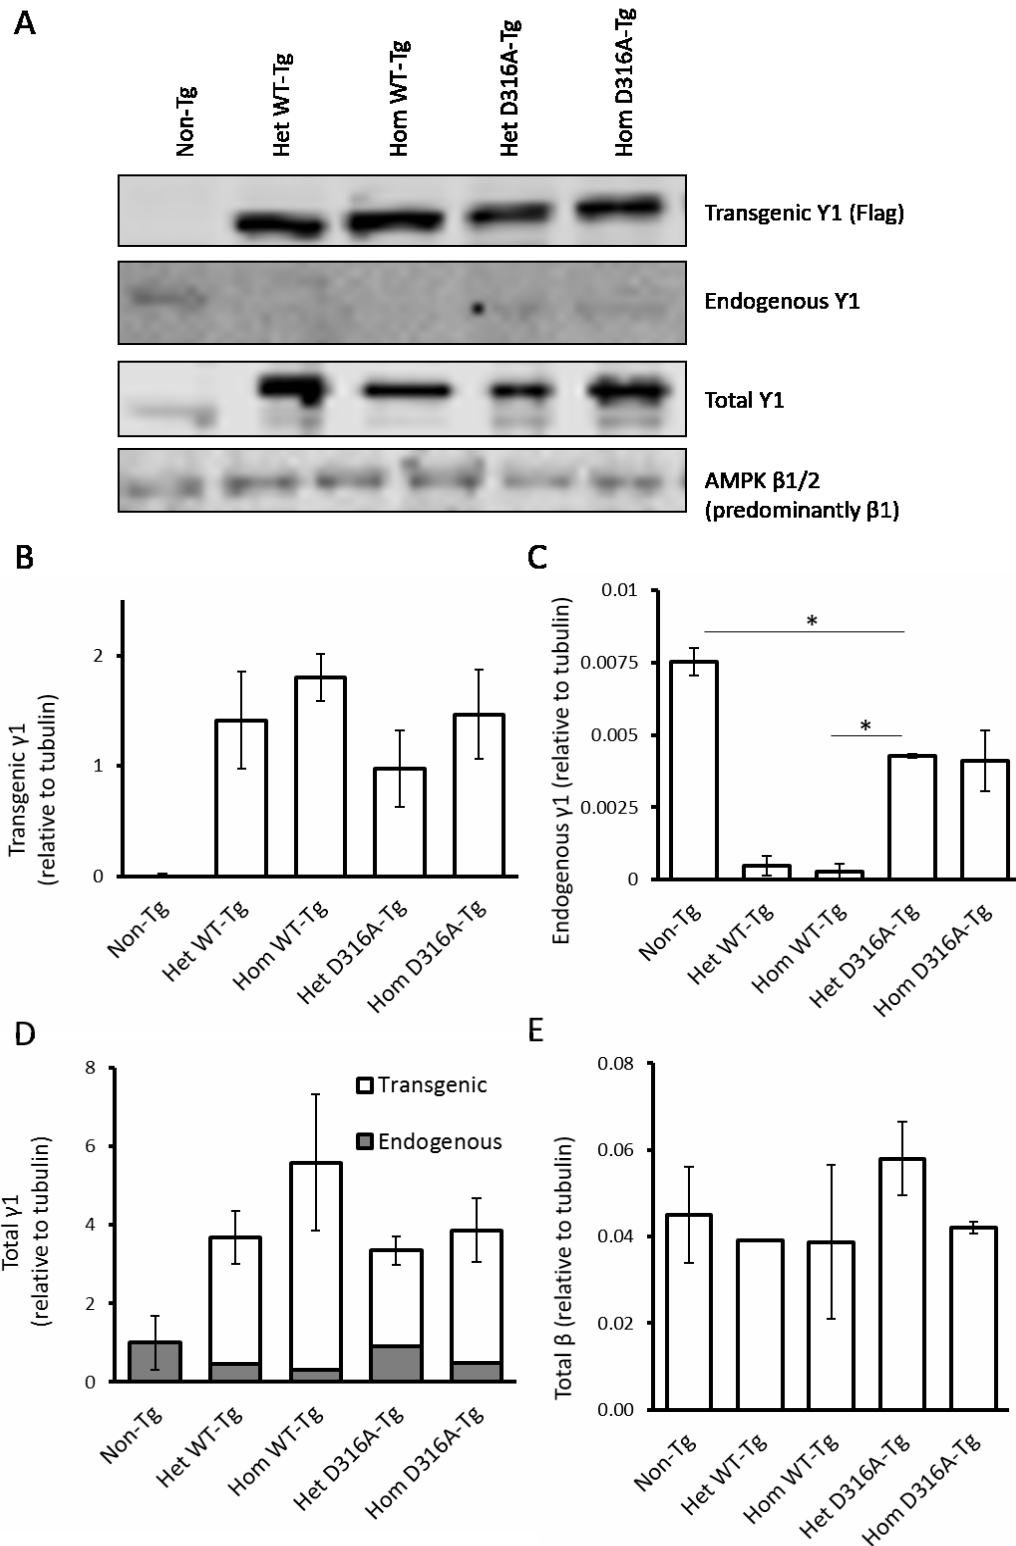 A
Non-Tg
Het WT-Tg
Hom WT-Tg
Het D316A-Tg
Hom D316A-Tg
Transgenic Y1 (Flag)
Endogenous Y1
Total Y1
AMPK β1/2
(predominantly β1)
B
Transgenic γ1
(relative to tubulin)
2
1
0
Non-Tg
Het WT-Tg
Hom WT-Tg
Het D316A-Tg
Hom D316A-Tg
C
Endogenous γ1 (relative to tubulin)
0.01
0.0075
0.005
0.0025
0
*
*
Non-Tg
Het WT-Tg
Hom WT-Tg
Het D316A-Tg
Hom D316A-Tg
D
Total γ1
(relative to tubulin)
8
6
4
2
0
Transgenic
Endogenous
Non-Tg
Het WT-Tg
Hom WT-Tg
Het D316A-Tg
Hom D316A-Tg
E
Total β (relative to tubulin)
0.08
0.06
0.04
0.02
0.00
Non-Tg
Het WT-Tg
Hom WT-Tg
Het D316A-Tg
Hom D316A-Tg